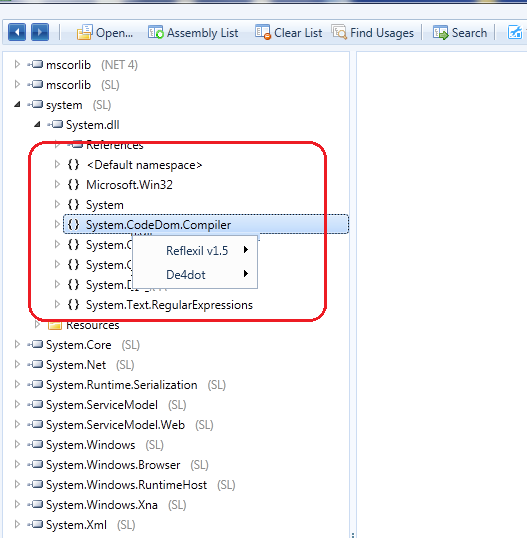 Open... Assembly List Clear List Find Usages Search
mscorlib (NET 4)
mscorlib (SL)
system (SL)
System.dll
References
{} <Default namespace>
{} Microsoft.Win32
{} System
{} System.CodeDom.Compiler
{} System.C
Reflexil v1.5
{} System.
De4dot
{} System.D
{} System.Text.RegularExpressions
Resources
System.Core (SL)
System.Net (SL)
System.Runtime.Serialization (SL)
System.ServiceModel (SL)
System.ServiceModel.Web (SL)
System.Windows (SL)
System.Windows.Browser (SL)
System.Windows.RuntimeHost (SL)
System.Windows.Xna (SL)
System.Xml (SL)